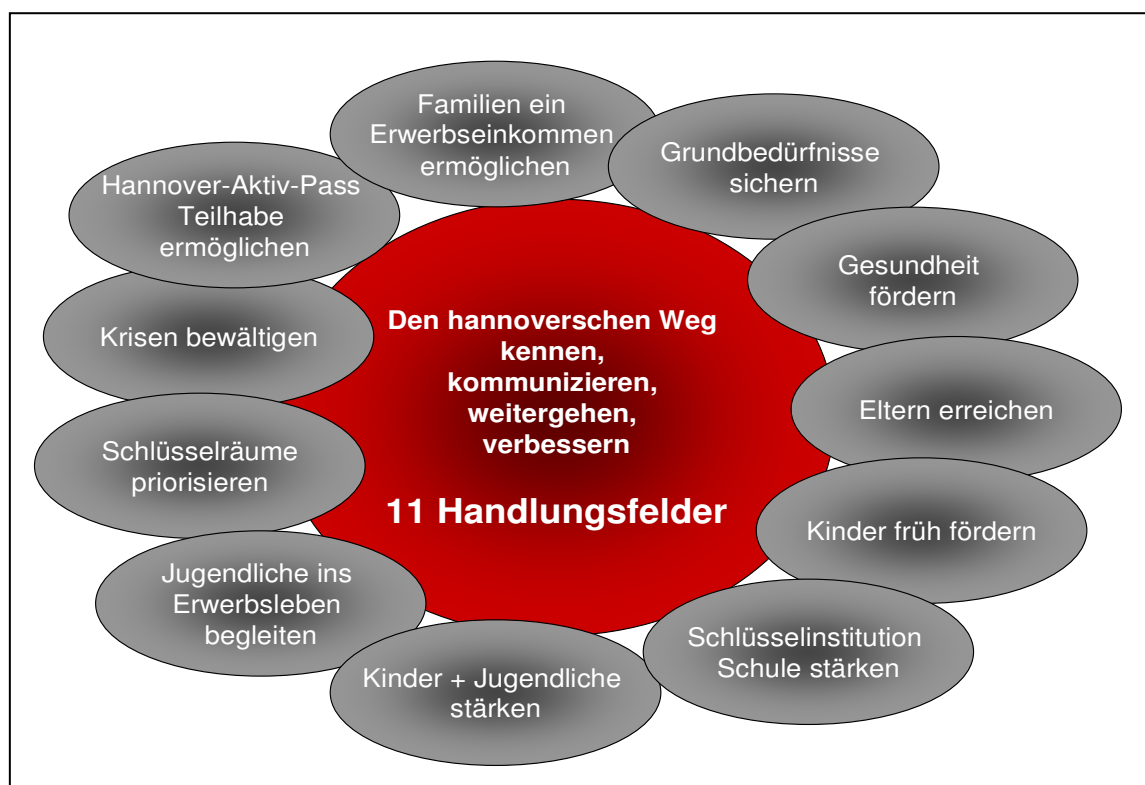 Familien ein
Erwerbseinkommen
ermöglichen
Grundbedürfnisse
sichern
Gesundheit
fördern
Eltern erreichen
Kinder früh fördern
Schlüsselinstitution
Schule stärken
Kinder + Jugendliche
stärken
Jugendliche ins
Erwerbsleben
begleiten
Schlüsselräume
priorisieren
Krisen bewältigen
Hannover-Aktiv-Pass
Teilhabe
ermöglichen
Den hannoverschen Weg
kennen,
kommunizieren,
weitergehen,
verbessern
11 Handlungsfelder